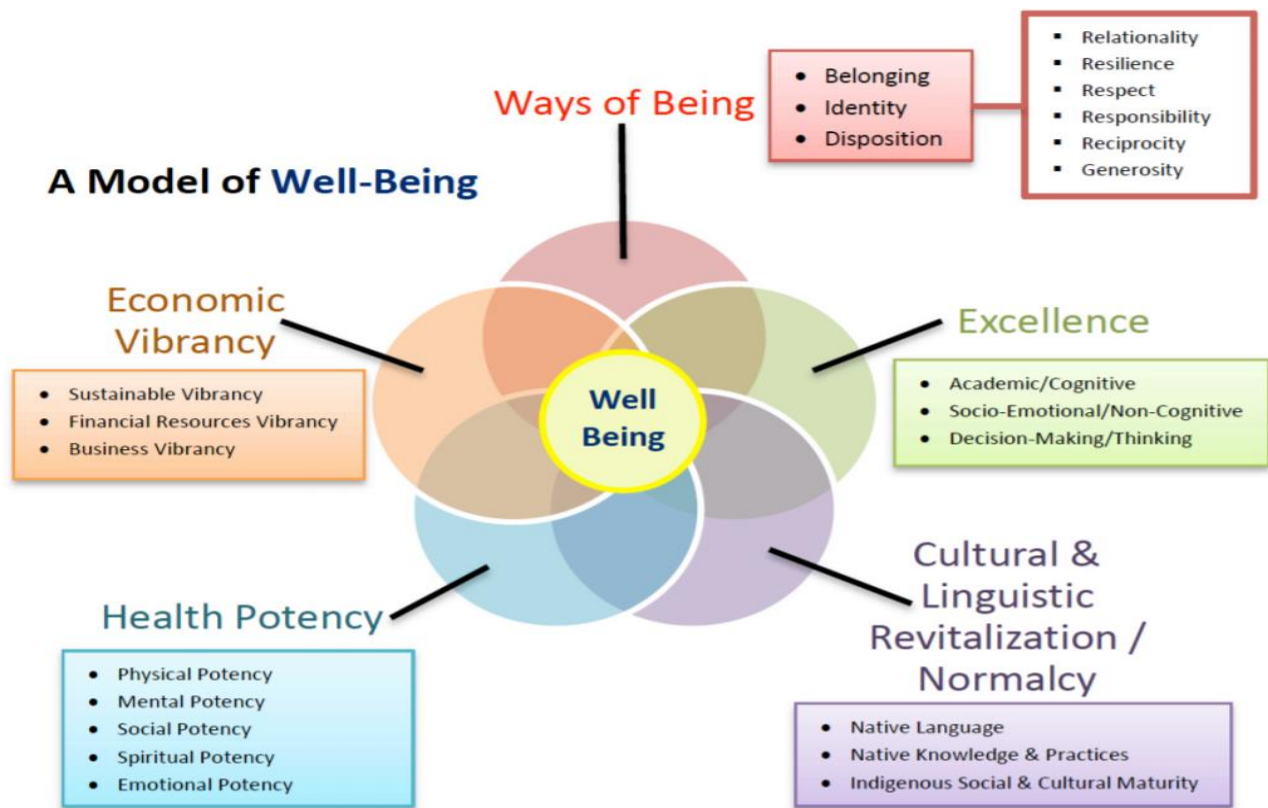 A Model of Well-Being
Ways of Being
• Belonging
• Identity
• Disposition
▪ Relationality
▪ Resilience
▪ Respect
▪ Responsibility
▪ Reciprocity
▪ Generosity
Economic
Vibrancy
• Sustainable Vibrancy
• Financial Resources Vibrancy
• Business Vibrancy
Excellence
• Academic/Cognitive
• Socio-Emotional/Non-Cognitive
• Decision-Making/Thinking
Well
Being
Health Potency
• Physical Potency
• Mental Potency
• Social Potency
• Spiritual Potency
• Emotional Potency
Cultural &
Linguistic
Revitalization /
Normalcy
• Native Language
• Native Knowledge & Practices
• Indigenous Social & Cultural Maturity